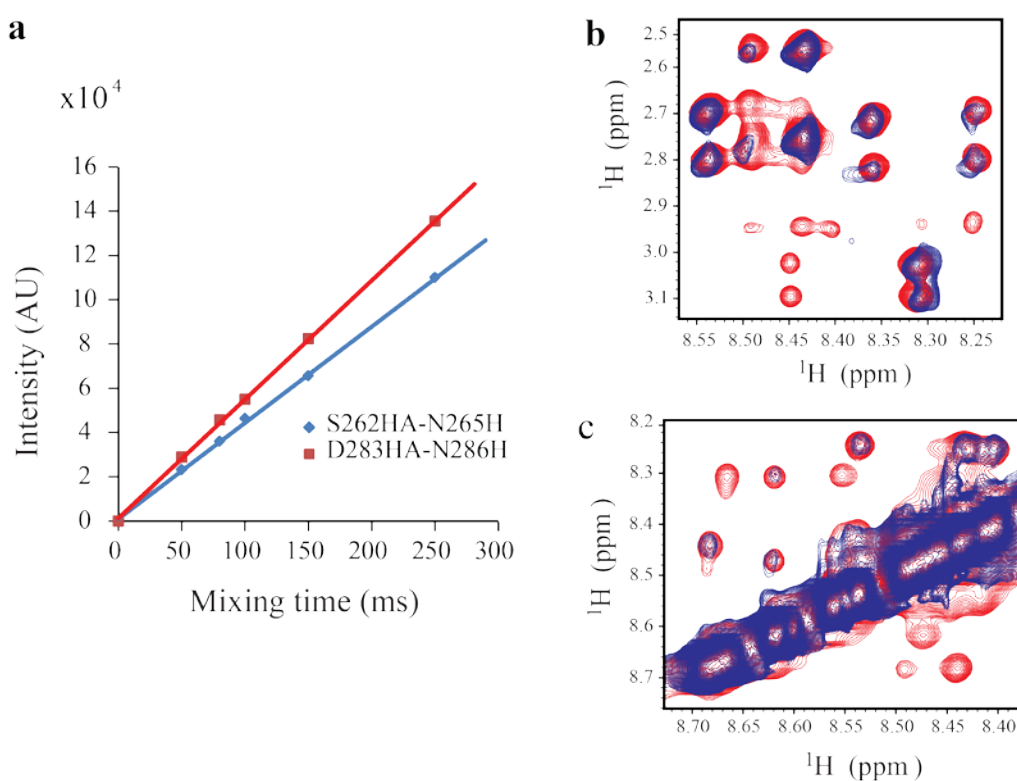 a
x10⁴
Intensity (AU)
16
14
12
10
8
6
4
2
0
0 50 100 150 200 250 300
Mixing time (ms)
S262HA-N265H
D283HA-N286H
b
¹H (ppm)
2.5
2.6
2.7
2.8
2.9
3.0
3.1
8.55 8.50 8.45 8.40 8.35 8.30 8.25
¹H (ppm)
c
¹H (ppm)
8.2
8.3
8.4
8.5
8.6
8.7
8.70 8.65 8.60 8.55 8.50 8.45 8.40
¹H (ppm)